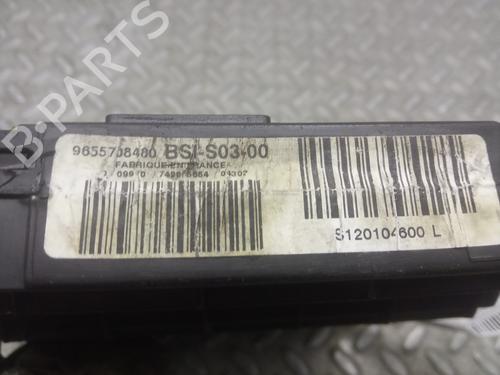 B-PARTS
9655708480 BSI-S03-00
FABRIQUE EN FRANCE
S120104600 L